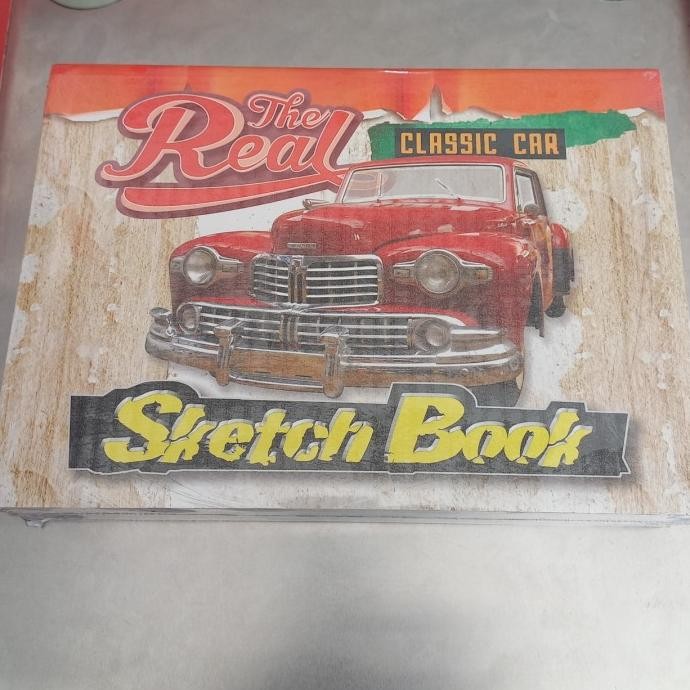 The
Real
CLASSIC CAR
Sketch Book